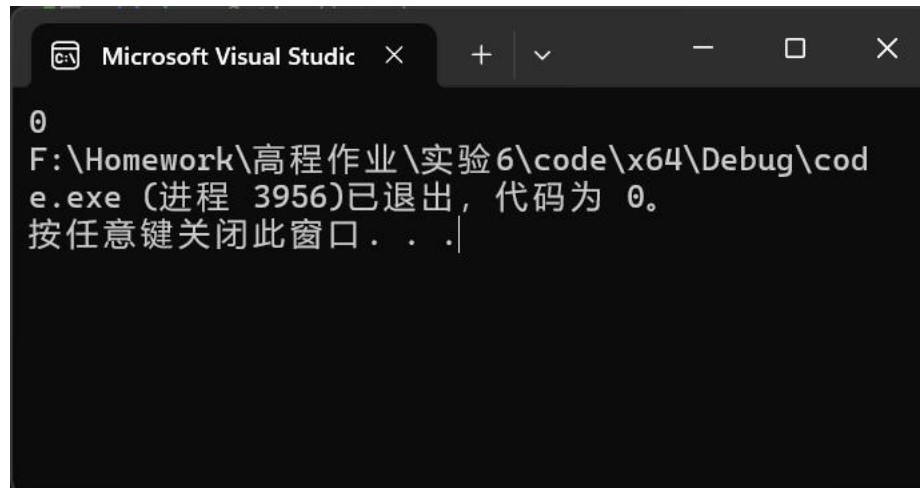 Microsoft Visual Studic
0
F:\Homework\高程作业\实验6\code\x64\Debug\cod
e.exe (进程 3956)已退出，代码为 0。
按任意键关闭此窗口. . .